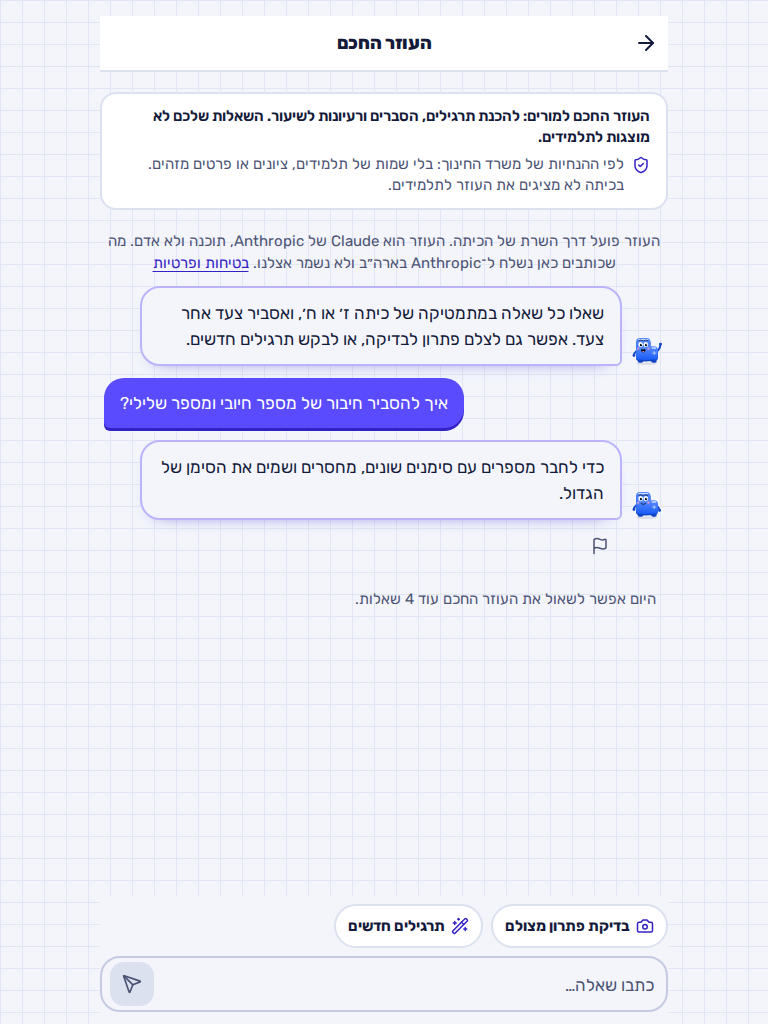 העוזר החכם
העוזר החכם למורים: להכנת תרגילים, הסברים ורעיונות לשיעור. השאלות שלכם לא
מוצגות לתלמידים.
לפי ההנחיות של משרד החינוך: בלי שמות של תלמידים, ציונים או פרטים מזהים.
בכיתה לא מציגים את העוזר לתלמידים.
העוזר פועל דרך השרת של הכיתה. העוזר הוא Claude של Anthropic, תוכנה ולא אדם. מה
שכותבים כאן נשלח ל־Anthropic בארה״ב ולא נשמר אצלנו. בטיחות ופרטיות
שאלו כל שאלה במתמטיקה של כיתה ז׳ או ח׳, ואסביר צעד אחר
צעד. אפשר גם לצלם פתרון לבדיקה, או לבקש תרגילים חדשים.
איך להסביר חיבור של מספר חיובי ומספר שלילי?
כדי לחבר מספרים עם סימנים שונים, מחסרים ושמים את הסימן של
הגדול.
היום אפשר לשאול את העוזר החכם עוד 4 שאלות.
בדיקת פתרון מצולם
תרגילים חדשים
כתבו שאלה...